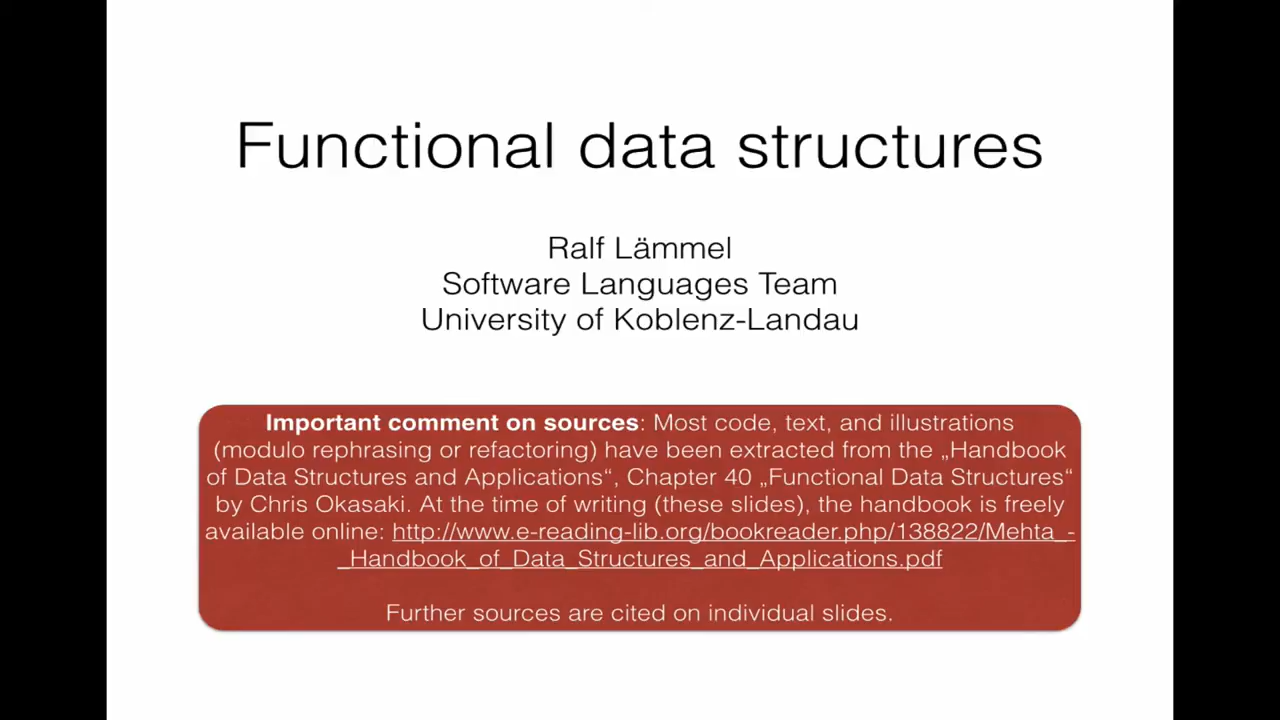 Functional data structures
Ralf Lämmel
Software Languages Team
University of Koblenz-Landau
Important comment on sources: Most code, text, and illustrations
(modulo rephrasing or refactoring) have been extracted from the „Handbook
of Data Structures and Applications“, Chapter 40 „Functional Data Structures“
by Chris Okasaki. At the time of writing (these slides), the handbook is freely
available online: http://www.e-reading-lib.org/bookreader.php/138822/Mehta_-
_Handbook_of_Data_Structures_and_Applications.pdf
Further sources are cited on individual slides.